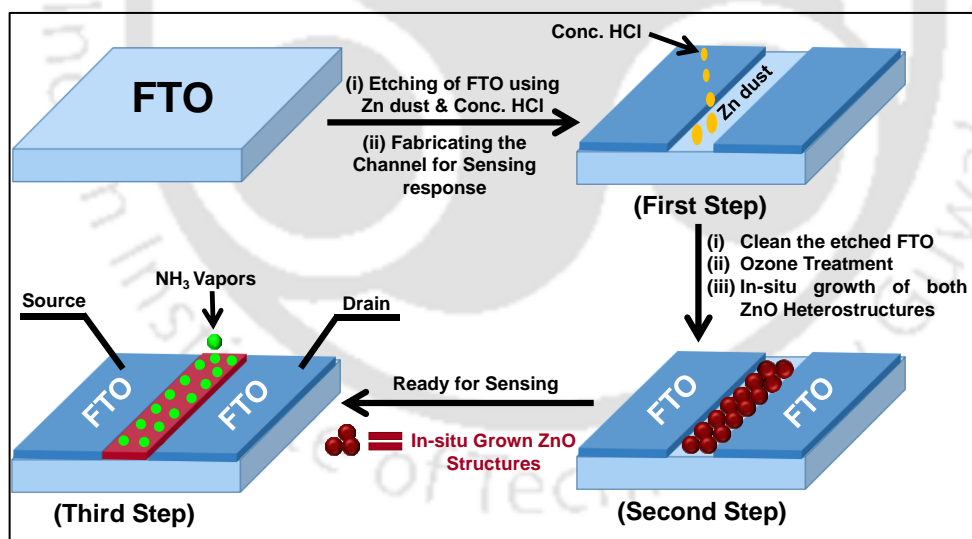 FTO
(i) Etching of FTO using
Zn dust & Conc. HCl
(ii) Fabricating the
Channel for Sensing
response
Conc. HCl
Zn dust
(First Step)
(i) Clean the etched FTO
(ii) Ozone Treatment
(iii) In-situ growth of both
ZnO Heterostructures
FTO
FTO
(Second Step)
Ready for Sensing
In-situ Grown ZnO
Structures
NH₃ Vapors
Source
Drain
FTO
FTO
(Third Step)